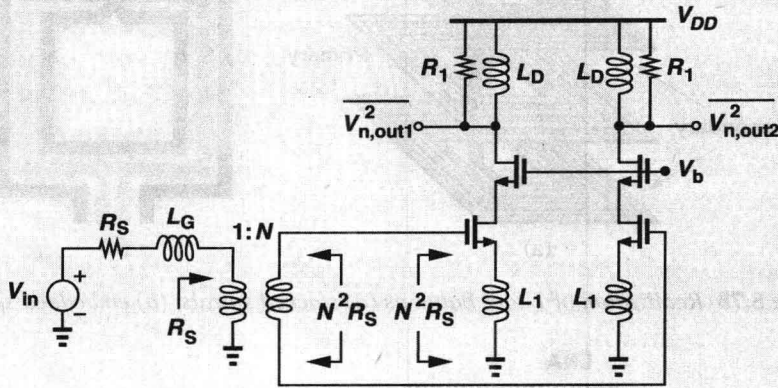 V_DD
R_1 L_D L_D R_1
V²_n,out1 V²_n,out2
V_b
R_S L_G
1:N
V_in + −
R_S
N²R_S N²R_S
L_1 L_1